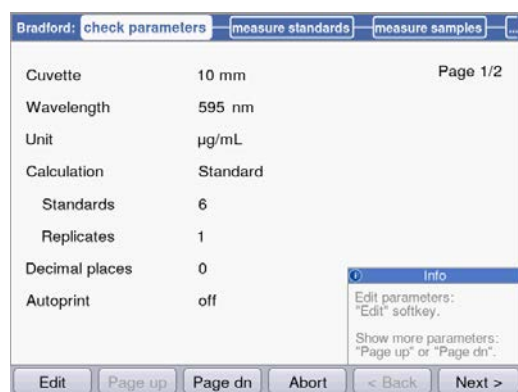 Bradford: check parameters measure standards measure samples ...
Page 1/2
Cuvette 10 mm
Wavelength 595 nm
Unit µg/mL
Calculation Standard
Standards 6
Replicates 1
Decimal places 0
Autoprint off
Info
Edit parameters:
"Edit" softkey.
Show more parameters:
"Page up" or "Page dn".
Edit Page up Page dn Abort < Back Next >